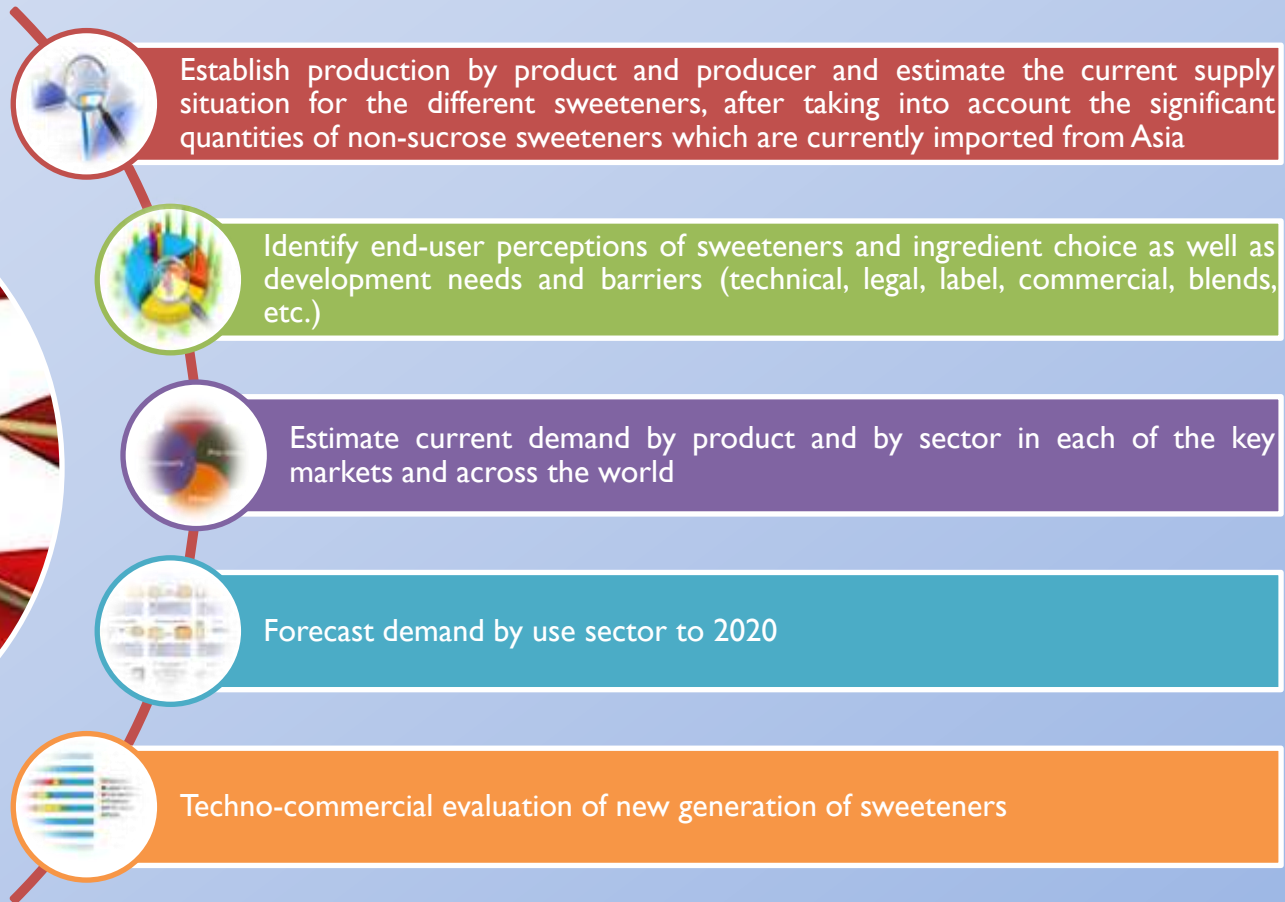 Establish production by product and producer and estimate the current supply
situation for the different sweeteners, after taking into account the significant
quantities of non-sucrose sweeteners which are currently imported from Asia
Identify end-user perceptions of sweeteners and ingredient choice as well as
development needs and barriers (technical, legal, label, commercial, blends,
etc.)
Estimate current demand by product and by sector in each of the key
markets and across the world
Forecast demand by use sector to 2020
Techno-commercial evaluation of new generation of sweeteners